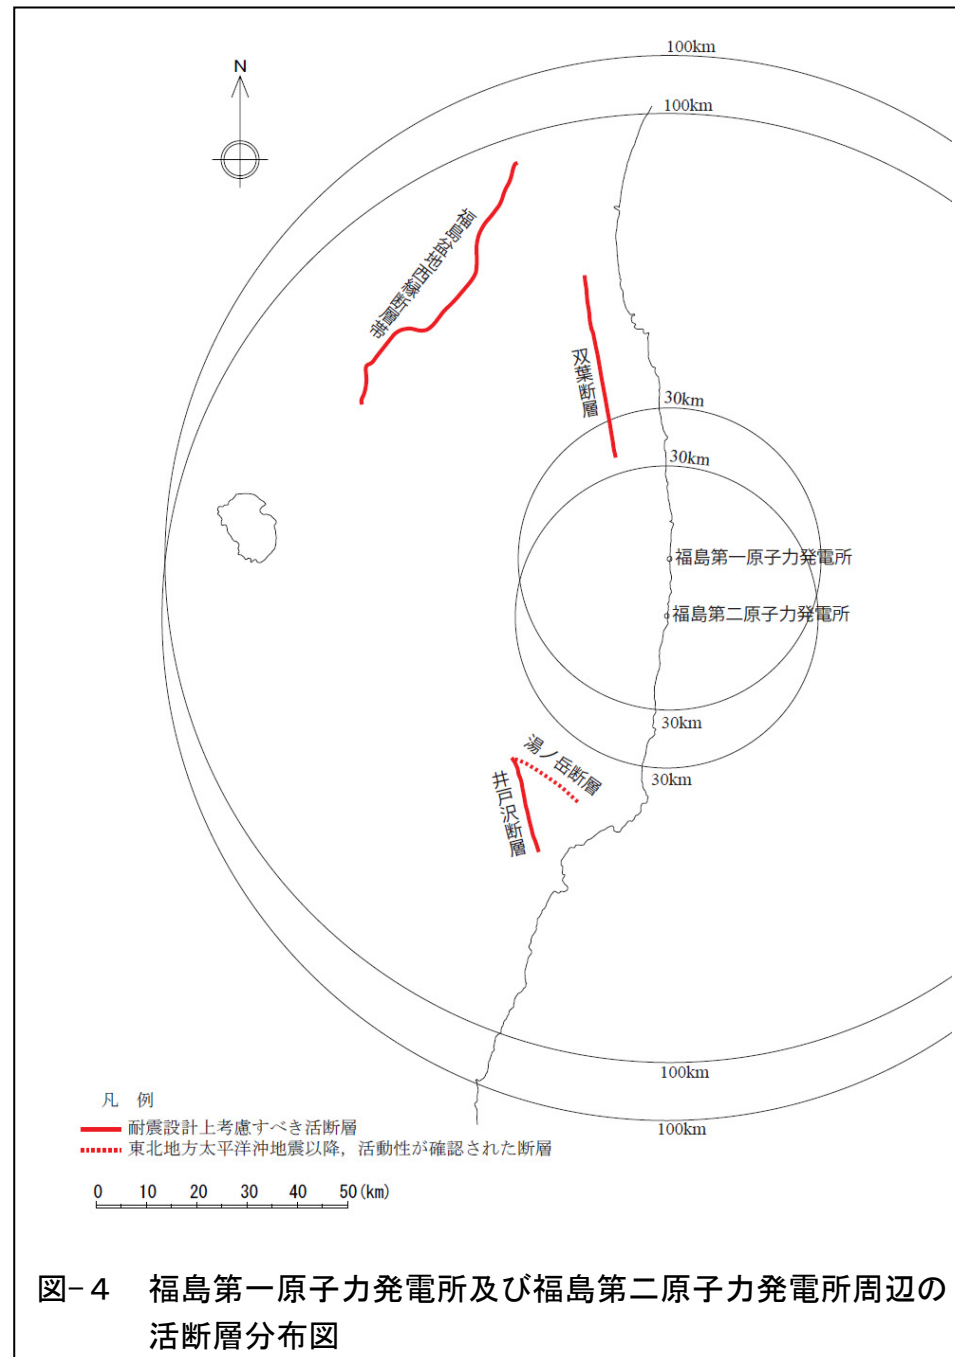 100km
N
100km
福島盆地西縁断層帯
双葉断層
30km
30km
福島第一原子力発電所
福島第二原子力発電所
30km
湯ノ岳断層
30km
井戸沢断層
100km
100km
凡 例
耐震設計上考慮すべき活断層
東北地方太平洋沖地震以降，活動性が確認された断層
0 10 20 30 40 50(km)
図-４ 福島第一原子力発電所及び福島第二原子力発電所周辺の
活断層分布図